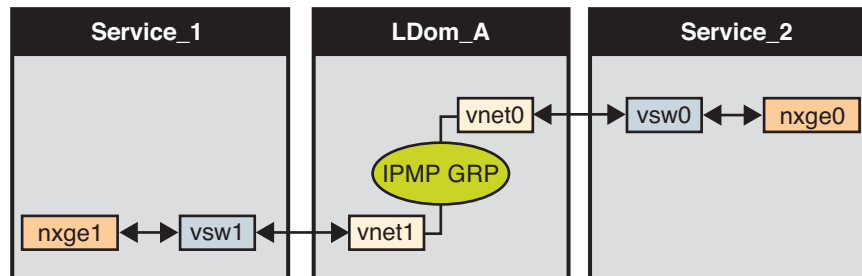 Service_1
LDom_A
Service_2
vnet0
vsw0
nxge0
IPMP GRP
nxge1
vsw1
vnet1